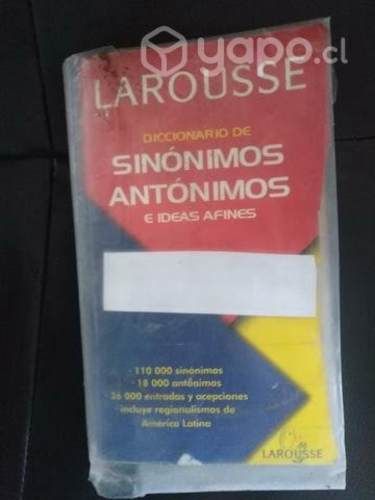 yapo.cl
LAROUSSE
DICCIONARIO DE
SINÓNIMOS
ANTÓNIMOS
E IDEAS AFINES
· 110 000 sinónimos
· 18 000 antónimos
36 000 entradas y acepciones
incluye regionalismos de
América Latina
LAROUSSE